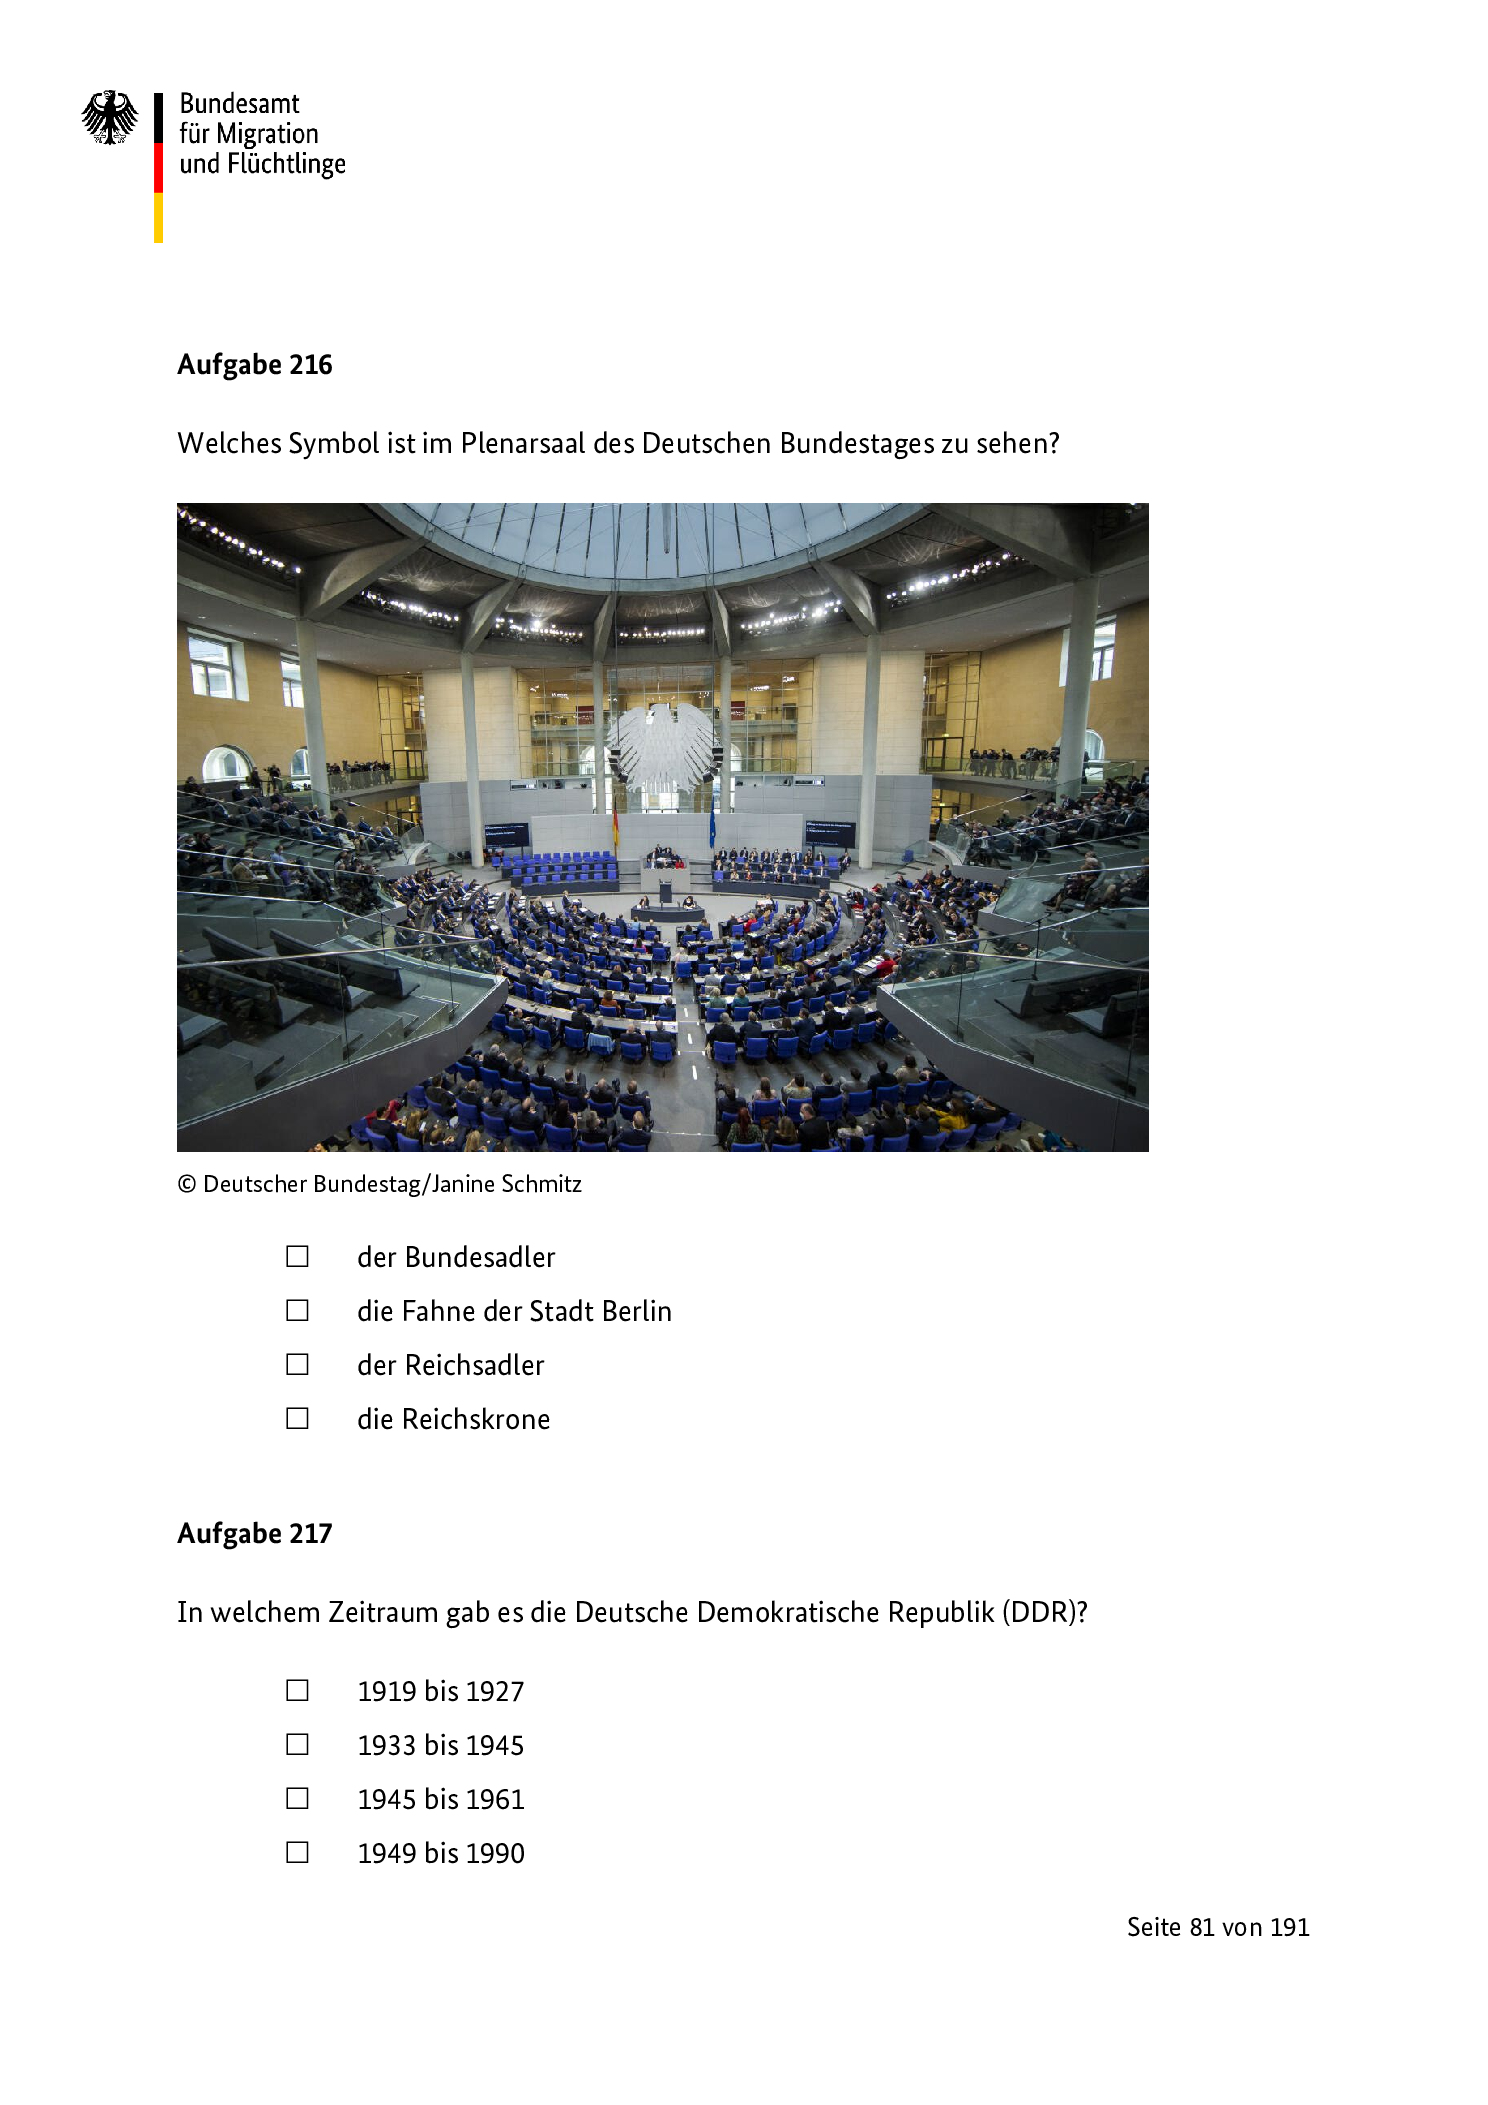 Bundesamt
für Migration
und Flüchtlinge
Aufgabe 216
Welches Symbol ist im Plenarsaal des Deutschen Bundestages zu sehen?
© Deutscher Bundestag/Janine Schmitz
☐ der Bundesadler
☐ die Fahne der Stadt Berlin
☐ der Reichsadler
☐ die Reichskrone
Aufgabe 217
In welchem Zeitraum gab es die Deutsche Demokratische Republik (DDR)?
☐ 1919 bis 1927
☐ 1933 bis 1945
☐ 1945 bis 1961
☐ 1949 bis 1990
Seite 81 von 191